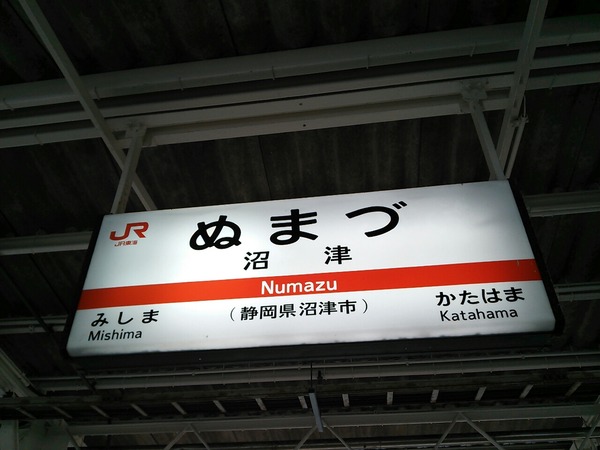 JR
JR東海
ぬまづ
沼津
Numazu
みしま
Mishima
(静岡県沼津市)
かたはま
Katahama